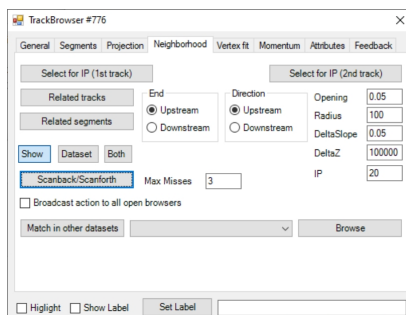 TrackBrowser #776
General Segments Projection Neighborhood Vertex fit Momentum Attributes Feedback
Select for IP (1st track) Select for IP (2nd track)
Related tracks
Related segments
End
Upstream
Downstream
Direction
Upstream
Downstream
Opening 0.05
Radius 100
DeltaSlope 0.05
DeltaZ 100000
IP 20
Show Dataset Both
Scanback/Scanforth Max Misses 3
Broadcast action to all open browsers
Match in other datasets Browse
Higlight Show Label Set Label